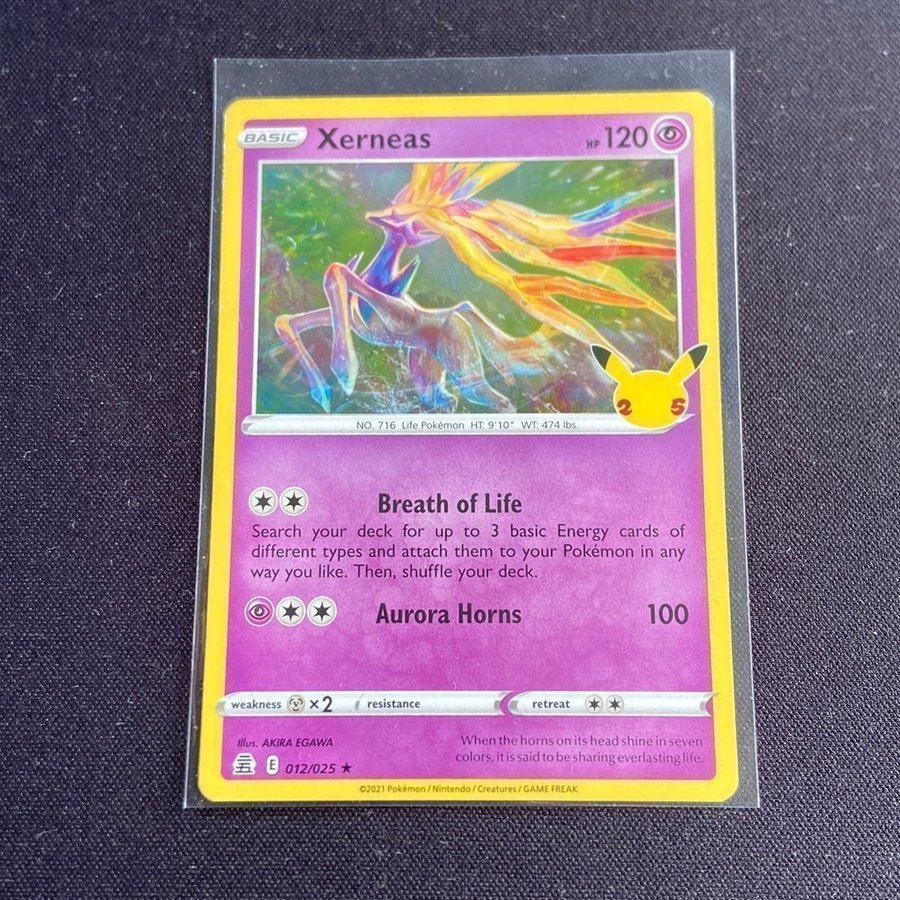 BASIC Xerneas HP 120
25
NO. 716 Life Pokémon HT: 9'10" WT: 474 lbs.
Breath of Life
Search your deck for up to 3 basic Energy cards of
different types and attach them to your Pokémon in any
way you like. Then, shuffle your deck.
Aurora Horns 100
weakness ×2 resistance retreat
Illus. AKIRA EGAWA
When the horns on its head shine in seven
colors, it is said to be sharing everlasting life.
E 012/025 ★
©2021 Pokémon / Nintendo / Creatures / GAME FREAK